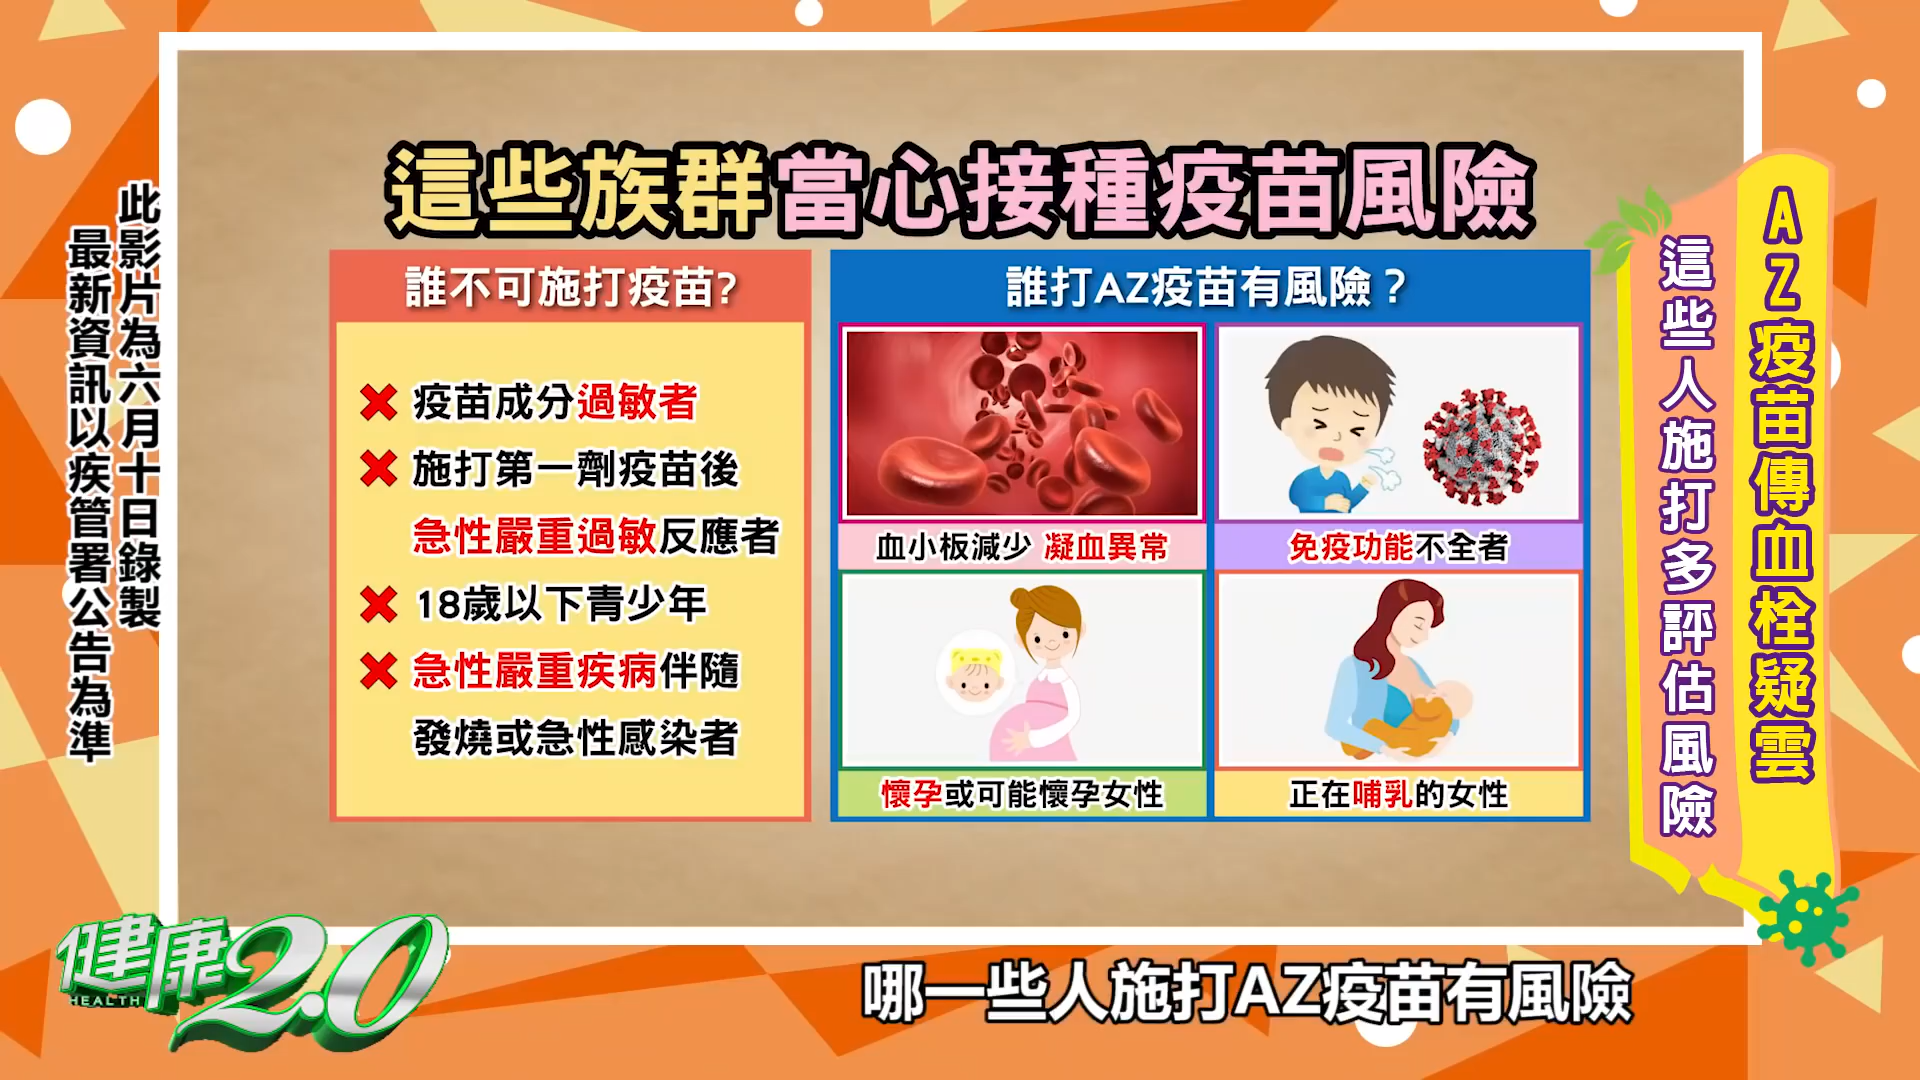 這些族群當心接種疫苗風險
誰不可施打疫苗?
疫苗成分過敏者
施打第一劑疫苗後
急性嚴重過敏反應者
18歲以下青少年
急性嚴重疾病伴隨
發燒或急性感染者
誰打AZ疫苗有風險？
血小板減少 凝血異常
免疫功能不全者
懷孕或可能懷孕女性
正在哺乳的女性
AZ疫苗傳血栓疑雲
這些人施打多評估風險
此影片為六月十日錄製
最新資訊以疾管署公告為準
健康2.0
HEALTH
哪一些人施打AZ疫苗有風險